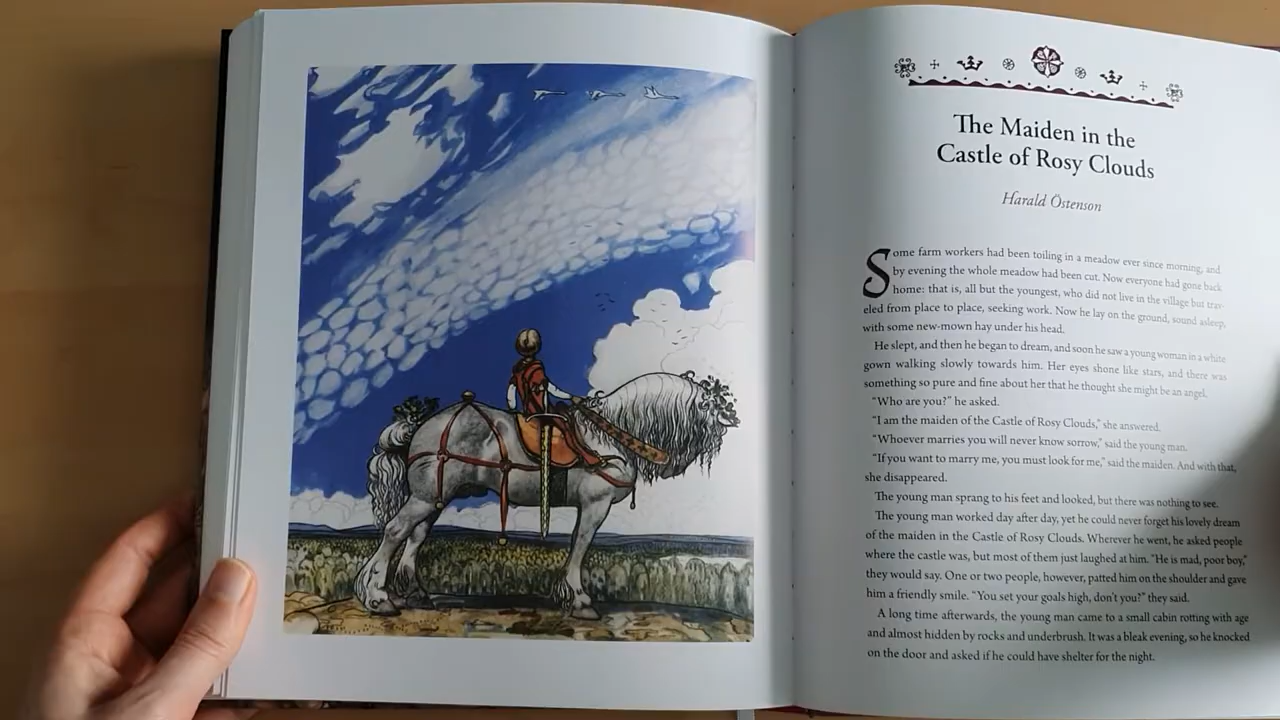 The Maiden in the
Castle of Rosy Clouds
Harald Östenson
Some farm workers had been toiling in a meadow ever since morning, and
by evening the whole meadow had been cut. Now everyone had gone back
home: that is, all but the youngest, who did not live in the village but trav-
eled from place to place, seeking work. Now he lay on the ground, sound asleep,
with some new-mown hay under his head.
He slept, and then he began to dream, and soon he saw a young woman in a white
gown walking slowly towards him. Her eyes shone like stars, and there was
something so pure and fine about her that he thought she might be an angel.
“Who are you?” he asked.
“I am the maiden of the Castle of Rosy Clouds,” she answered.
“Whoever marries you will never know sorrow,” said the young man.
“If you want to marry me, you must look for me,” said the maiden. And with that,
she disappeared.
The young man sprang to his feet and looked, but there was nothing to see.
The young man worked day after day, yet he could never forget his lovely dream
of the maiden in the Castle of Rosy Clouds. Wherever he went, he asked people
where the castle was, but most of them just laughed at him. “He is mad, poor boy,”
they would say. One or two people, however, patted him on the shoulder and gave
him a friendly smile. “You set your goals high, don’t you?” they said.
A long time afterwards, the young man came to a small cabin rotting with age
and almost hidden by rocks and underbrush. It was a bleak evening, so he knocked
on the door and asked if he could have shelter for the night.